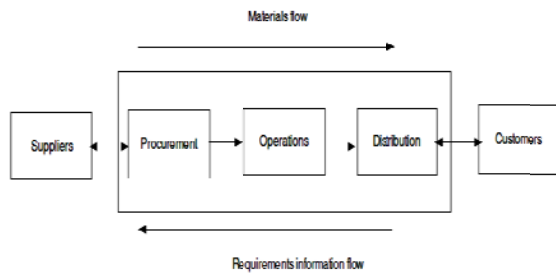 Materials flow
Suppliers
Procurement
Operations
Distribution
Customers
Requirements information flow